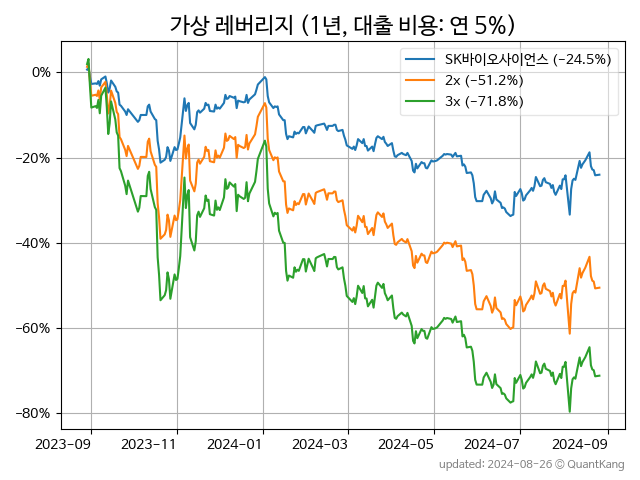 가상 레버리지 (1년, 대출 비용: 연 5%)
SK바이오사이언스 (−24.5%)
2x (−51.2%)
3x (−71.8%)
0%
−20%
−40%
−60%
−80%
2023-09 2023-11 2024-01 2024-03 2024-05 2024-07 2024-09
updated: 2024-08-26 © QuantKang